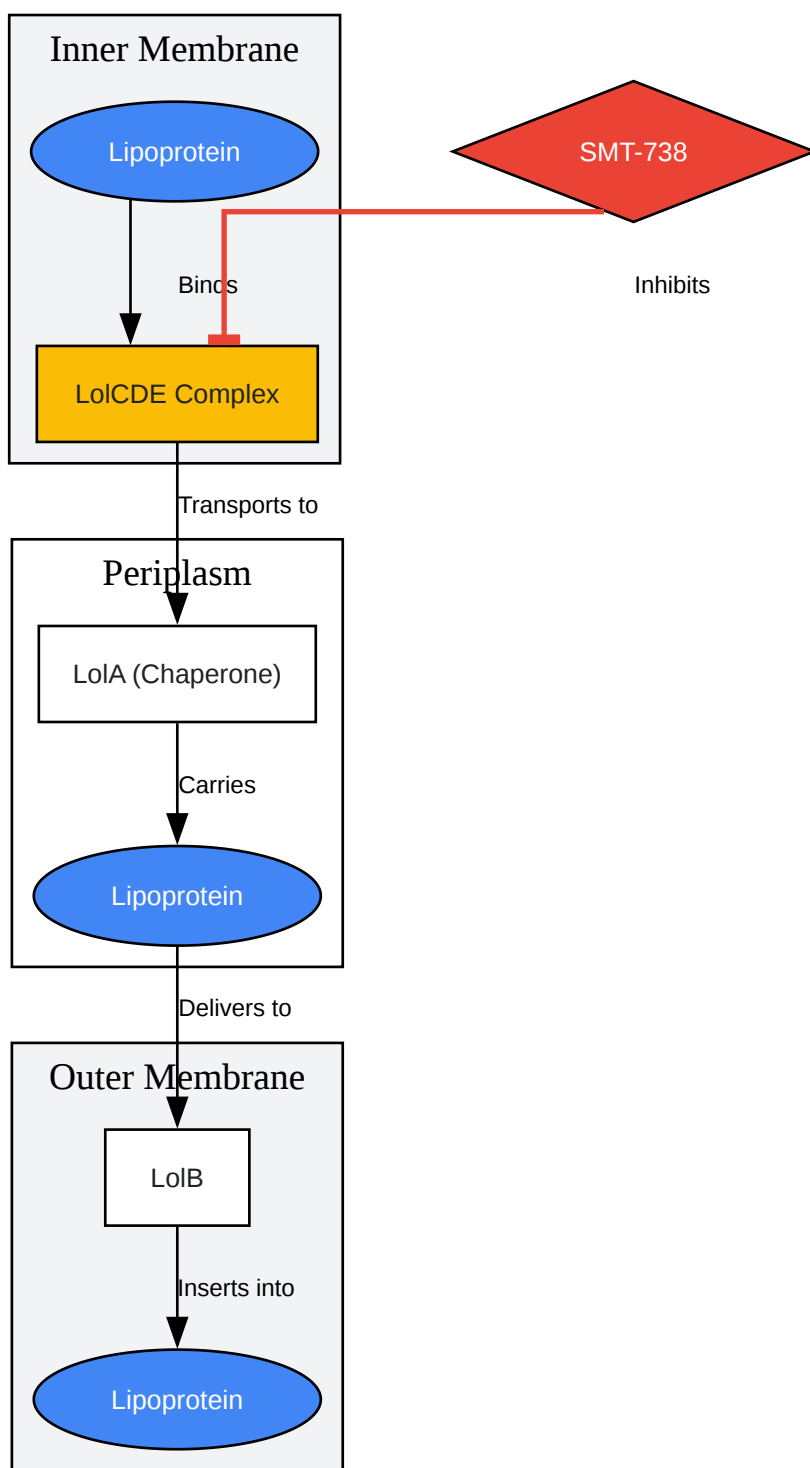 Inner Membrane
Lipoprotein
SMT-738
Binds
Inhibits
LolCDE Complex
Transports to
Periplasm
LolA (Chaperone)
Carries
Lipoprotein
Delivers to
Outer Membrane
LolB
Inserts into
Lipoprotein